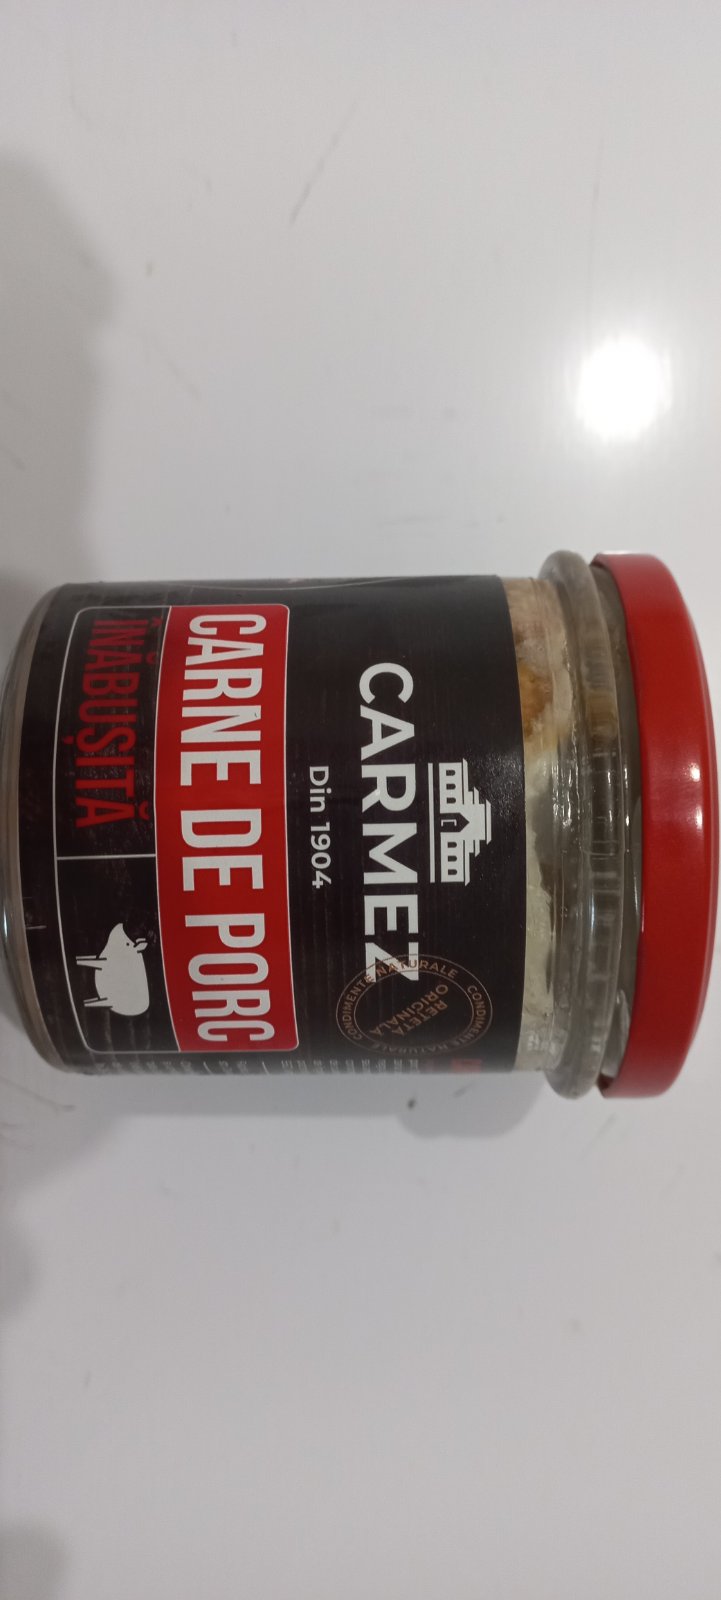 CARMEZ
Din 1904
CONDIMENTE NATURALE CONDIMENTE NATURALE
REȚETĂ
ORIGINALĂ
CARNE DE PORC
ÎNĂBUȘITĂ